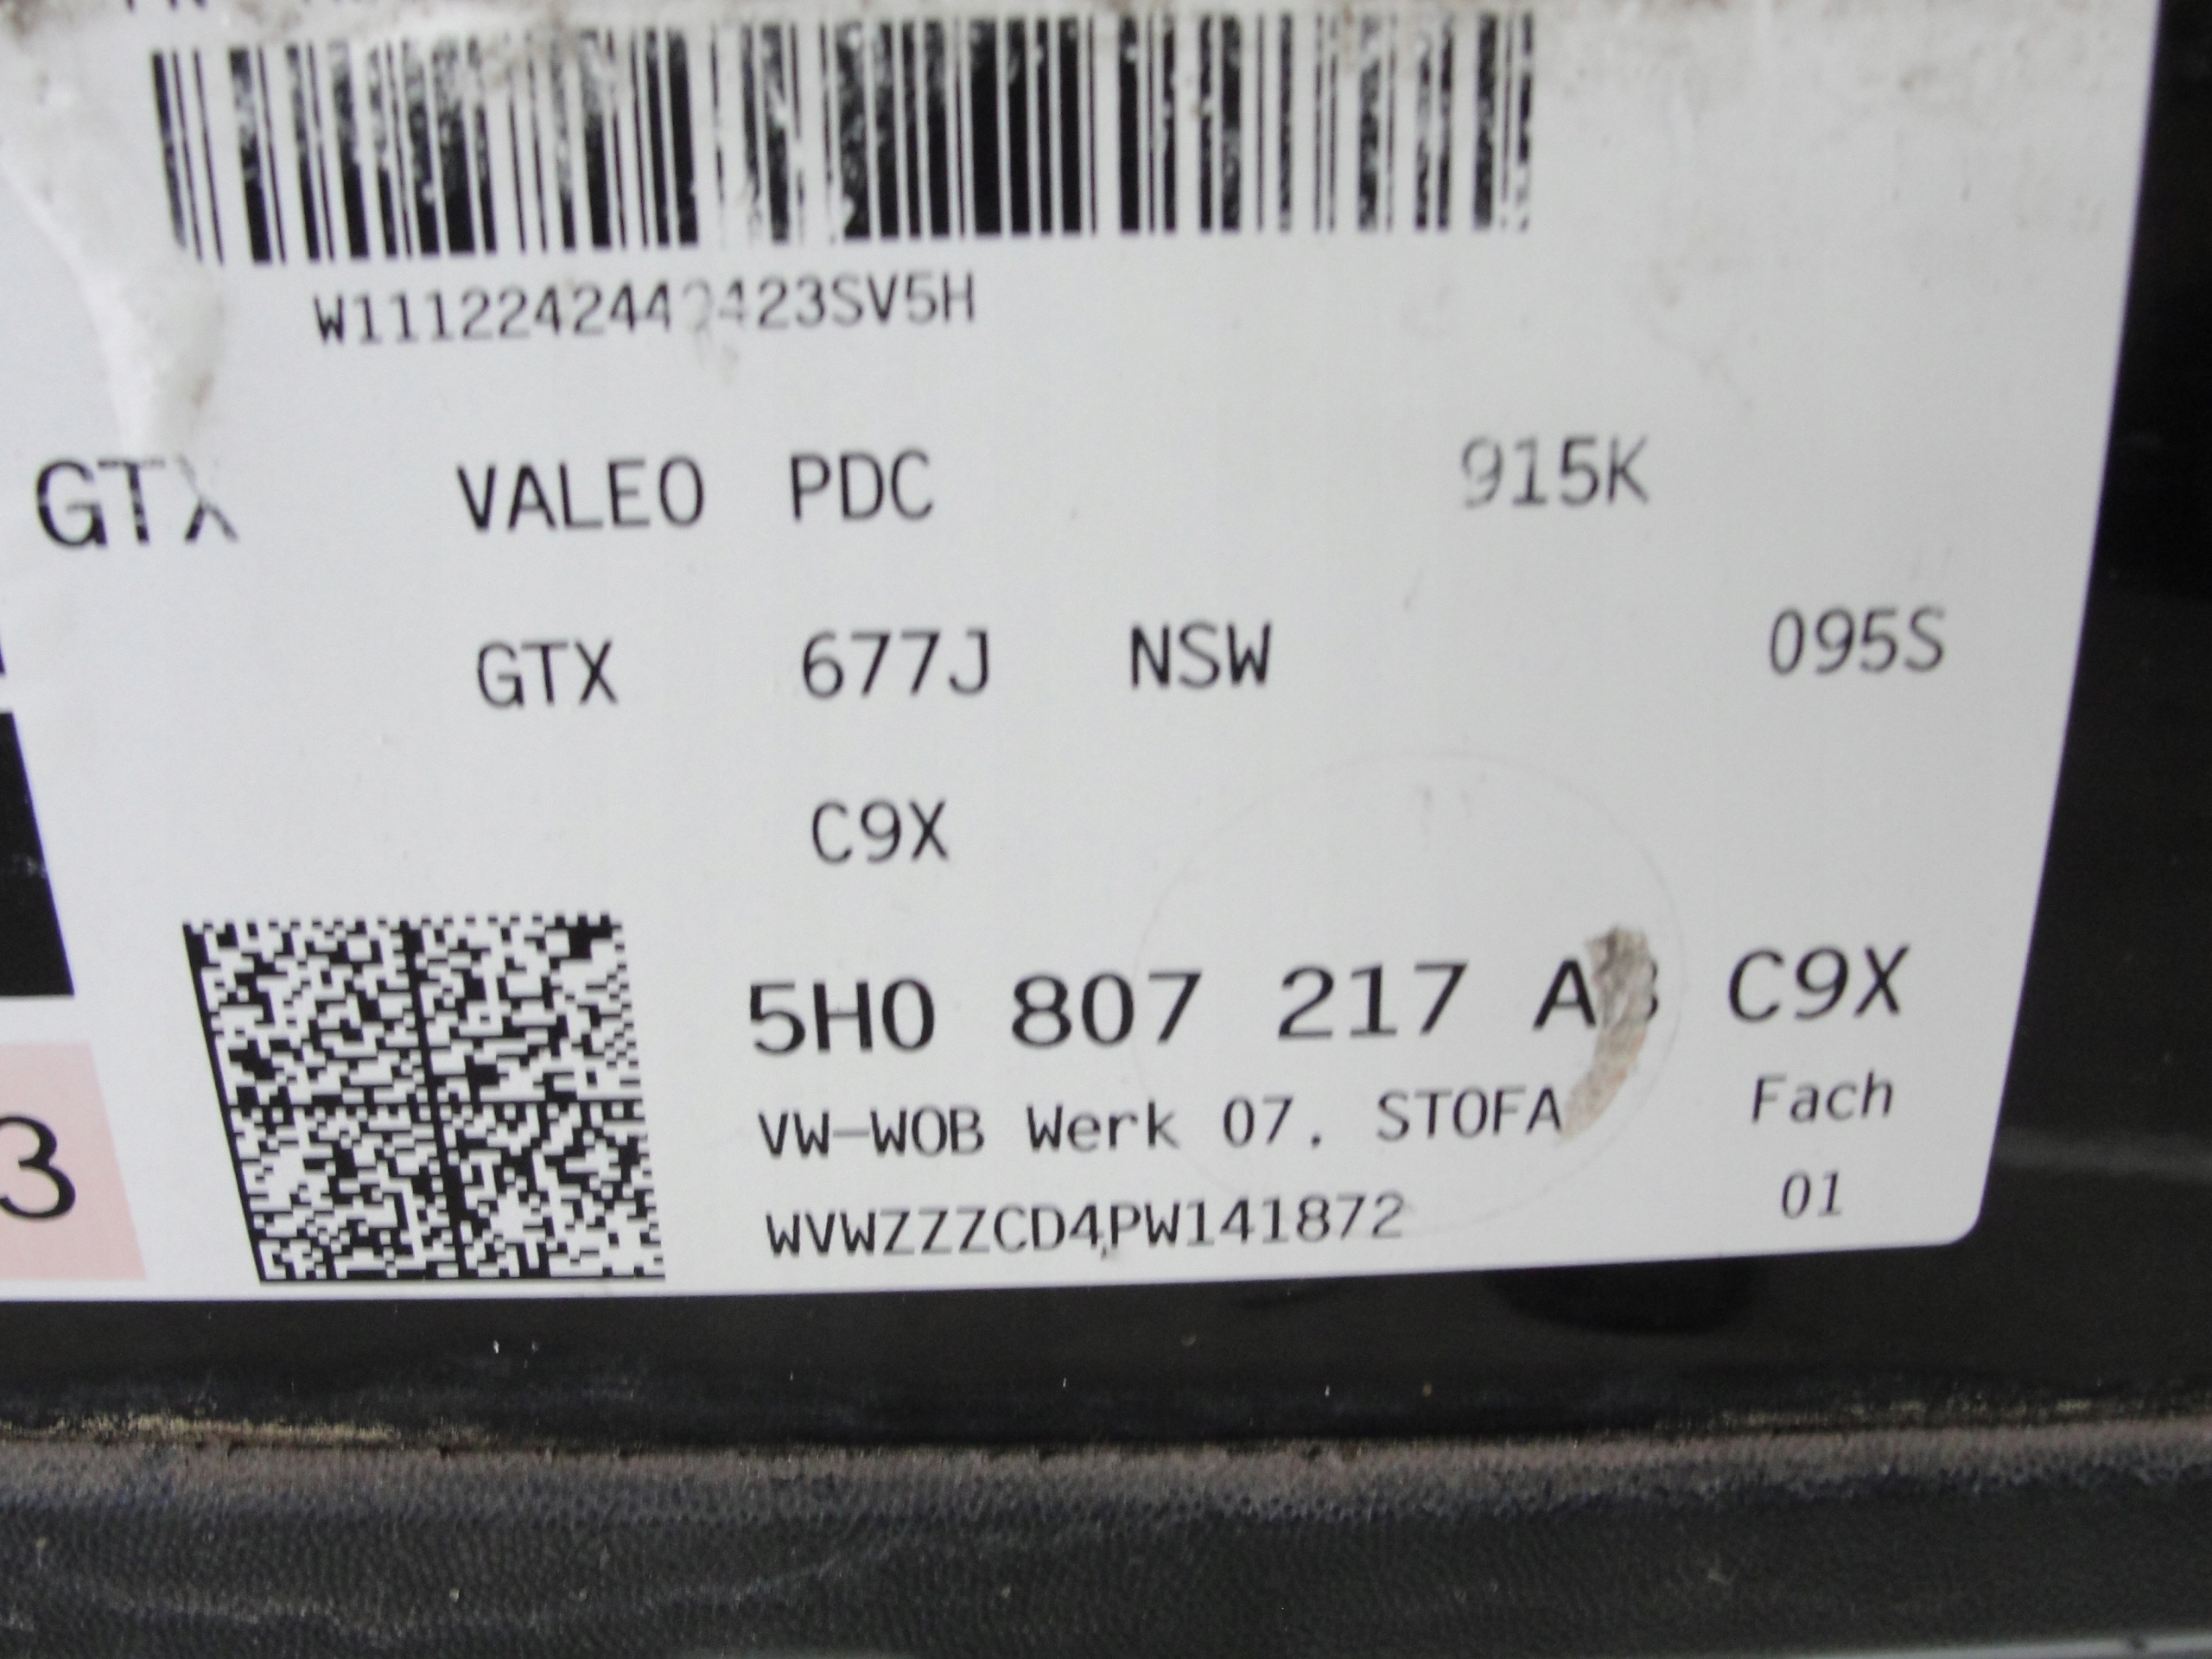 GTX VALEO PDC 915K
GTX 677J NSW 095S
C9X
5H0 807 217 C9X
VW-WOB Werk 07. STOFA Fach
3
WVWZZZCD4PW141872 01